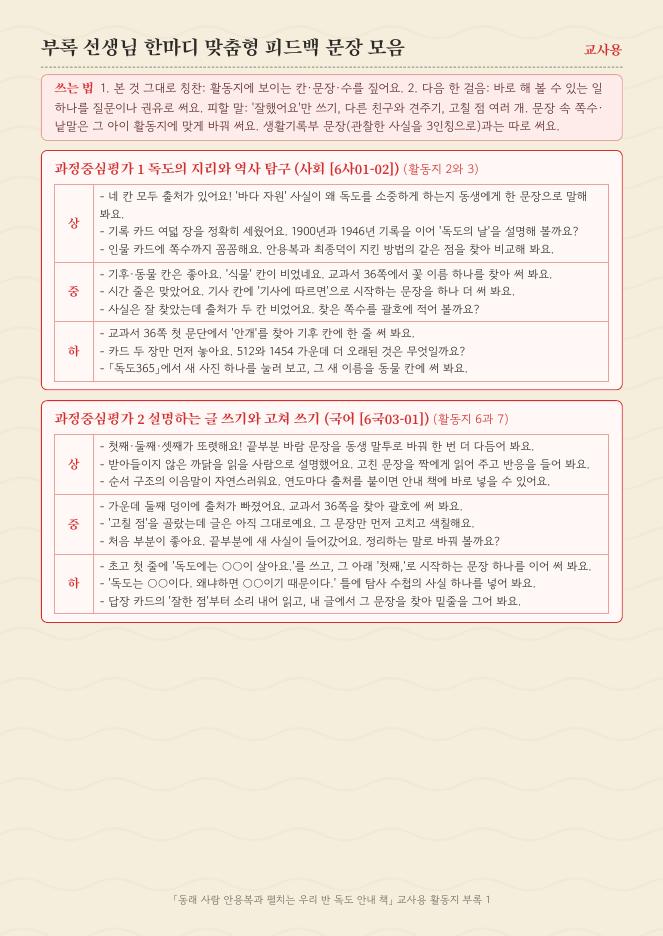 부록 선생님 한마디 맞춤형 피드백 문장 모음
교사용
쓰는 법 1. 본 것 그대로 칭찬: 활동지에 보이는 칸·문장·수를 짚어요. 2. 다음 한 걸음: 바로 해 볼 수 있는 일
하나를 질문이나 권유로 써요. 피할 말: '잘했어요'만 쓰기, 다른 친구와 견주기, 고칠 점 여러 개. 문장 속 쪽수·
낱말은 그 아이 활동지에 맞게 바꿔 써요. 생활기록부 문장(관찰한 사실을 3인칭으로)과는 따로 써요.
과정중심평가 1 독도의 지리와 역사 탐구 (사회 [6사01-02]) (활동지 2와 3)
상
- 네 칸 모두 출처가 있어요! '바다 자원' 사실이 왜 독도를 소중하게 하는지 동생에게 한 문장으로 말해
봐요.
- 기록 카드 여덟 장을 정확히 세웠어요. 1900년과 1946년 기록을 이어 '독도의 날'을 설명해 볼까요?
- 인물 카드에 쪽수까지 꼼꼼해요. 안용복과 최종덕이 지킨 방법의 같은 점을 찾아 비교해 봐요.
중
- 기후·동물 칸은 좋아요. '식물' 칸이 비었네요. 교과서 36쪽에서 꽃 이름 하나를 찾아 써 봐요.
- 시간 줄은 맞았어요. 기사 칸에 '기사에 따르면'으로 시작하는 문장을 하나 더 써 봐요.
- 사실은 잘 찾았는데 출처가 두 칸 비었어요. 찾은 쪽수를 괄호에 적어 볼까요?
하
- 교과서 36쪽 첫 문단에서 '안개'를 찾아 기후 칸에 한 줄 써 봐요.
- 카드 두 장만 먼저 놓아요. 512와 1454 가운데 더 오래된 것은 무엇일까요?
- 「독도365」에서 새 사진 하나를 눌러 보고, 그 새 이름을 동물 칸에 써 봐요.
과정중심평가 2 설명하는 글 쓰기와 고쳐 쓰기 (국어 [6국03-01]) (활동지 6과 7)
상
- 첫째·둘째·셋째가 또렷해요! 끝부분 바람 문장을 동생 말투로 바꿔 한 번 더 다듬어 봐요.
- 받아들이지 않은 까닭을 읽을 사람으로 설명했어요. 고친 문장을 짝에게 읽어 주고 반응을 들어 봐요.
- 순서 구조의 이음말이 자연스러워요. 연도마다 출처를 붙이면 안내 책에 바로 넣을 수 있어요.
중
- 가운데 둘째 덩이에 출처가 빠졌어요. 교과서 36쪽을 찾아 괄호에 써 봐요.
- '고칠 점'을 골랐는데 글은 아직 그대로예요. 그 문장만 먼저 고치고 색칠해요.
- 처음 부분이 좋아요. 끝부분에 새 사실이 들어갔어요. 정리하는 말로 바꿔 볼까요?
하
- 초고 첫 줄에 '독도에는 ○○이 살아요.'를 쓰고, 그 아래 '첫째,'로 시작하는 문장 하나를 이어 써 봐요.
- '독도는 ○○이다. 왜냐하면 ○○이기 때문이다.' 틀에 탐사 수첩의 사실 하나를 넣어 봐요.
- 답장 카드의 '잘한 점'부터 소리 내어 읽고, 내 글에서 그 문장을 찾아 밑줄을 그어 봐요.
「동래 사람 안용복과 펼치는 우리 반 독도 안내 책」 교사용 활동지 부록 1